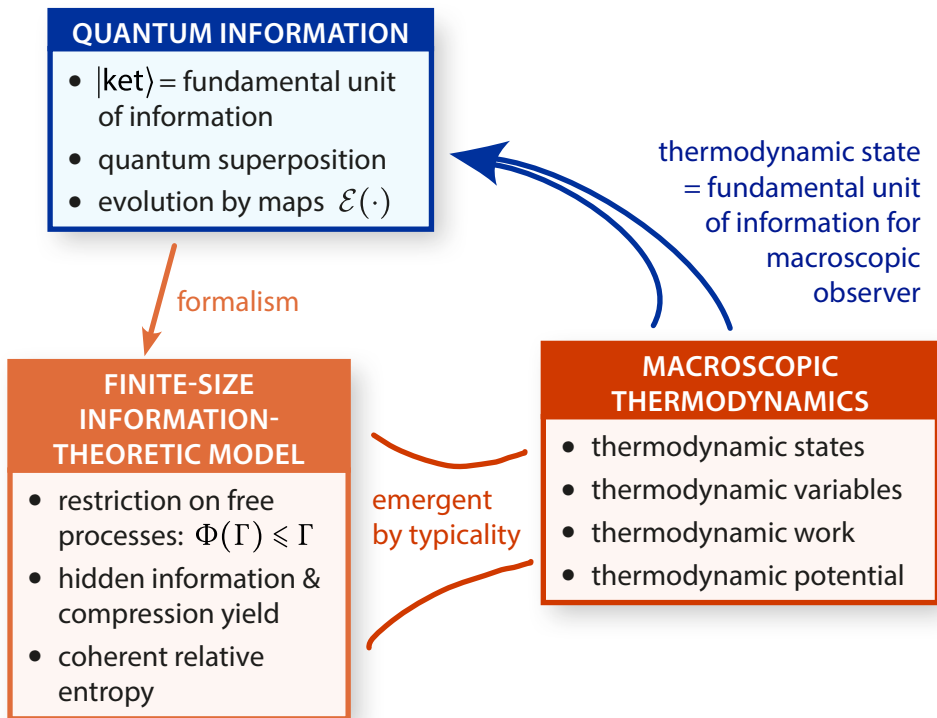 QUANTUM INFORMATION
• |ket⟩ = fundamental unit
of information
• quantum superposition
• evolution by maps ℰ(·)
thermodynamic state
= fundamental unit
of information for
macroscopic
observer
formalism
FINITE-SIZE
INFORMATION-
THEORETIC MODEL
• restriction on free
processes: Φ(Γ) ⩽ Γ
• hidden information &
compression yield
• coherent relative
entropy
emergent
by typicality
MACROSCOPIC
THERMODYNAMICS
• thermodynamic states
• thermodynamic variables
• thermodynamic work
• thermodynamic potential